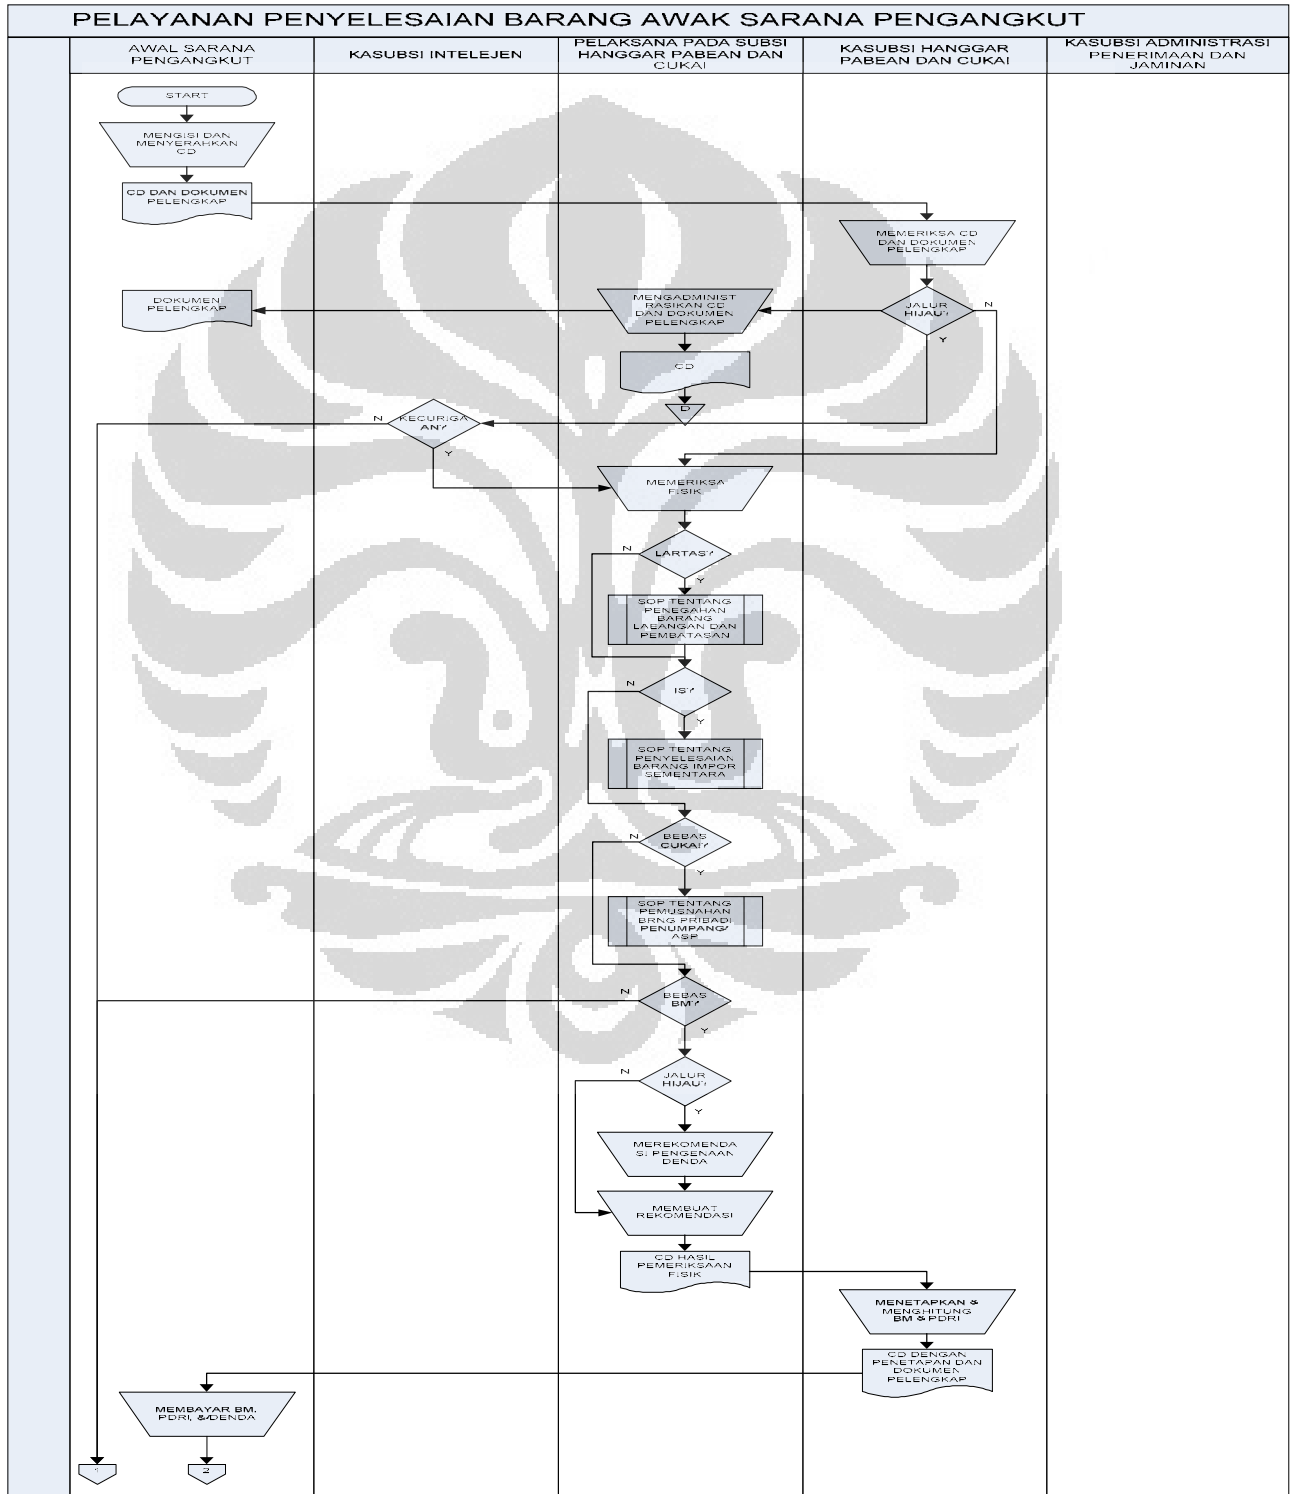 PELAYANAN PENYELESAIAN BARANG AWAK SARANA PENGANGKUT
AWAL SARANA
PENGANGKUT
KASUBSI INTELEJEN
PELAKSANA PADA SUBSI
HANGGAR PABEAN DAN
CUKAI
KASUBSI HANGGAR
PABEAN DAN CUKAI
KASUBSI ADMINISTRASI
PENERIMAAN DAN
JAMINAN
START
MENGISI DAN
MENYERAHKAN
CD
CD DAN DOKUMEN
PELENGKAP
MEMERIKSA CD
DAN DOKUMEN
PELENGKAP
DOKUMEN
PELENGKAP
MENGADMINIST
RASIKAN CD
DAN DOKUMEN
PELENGKAP
JALUR
HIJAU?
N
Y
CD
D
KECURIGA
AN?
N
Y
MEMERIKSA
FISIK
LARTAS?
N
Y
SOP TENTANG
PENEGAHAN
BARANG
LARANGAN DAN
PEMBATASAN
IS?
N
Y
SOP TENTANG
PENYELESAIAN
BARANG IMPOR
SEMENTARA
BEBAS
CUKAI?
N
Y
SOP TENTANG
PEMUSNAHAN
BRNG PRIBADI
PENUMPANG/
ASP
BEBAS
BM?
N
Y
JALUR
HIJAU?
N
Y
MEREKOMENDA
SI PENGENAAN
DENDA
MEMBUAT
REKOMENDASI
CD HASIL
PEMERIKSAAN
FISIK
MENETAPKAN &
MENGHITUNG
BM & PDRI
CD DENGAN
PENETAPAN DAN
DOKUMEN
PELENGKAP
MEMBAYAR BM,
PDRI, &/DENDA
1
2